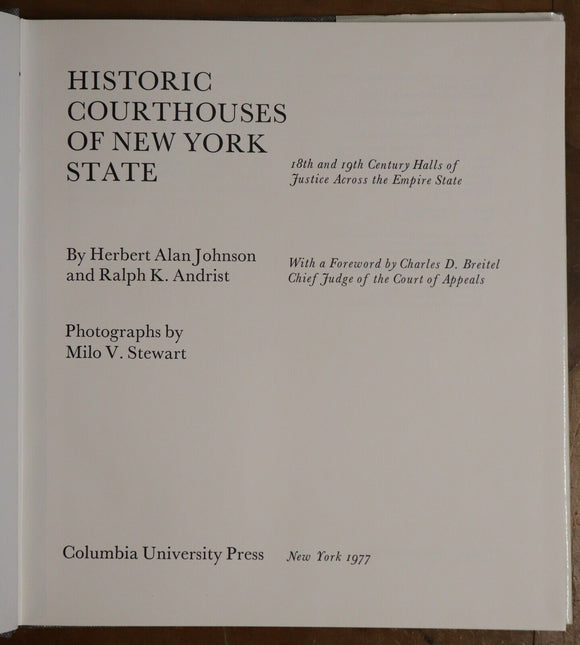 HISTORIC
COURTHOUSES
OF NEW YORK
STATE
18th and 19th Century Halls of
Justice Across the Empire State
By Herbert Alan Johnson
and Ralph K. Andrist
With a Foreword by Charles D. Breitel
Chief Judge of the Court of Appeals
Photographs by
Milo V. Stewart
Columbia University Press
New York 1977